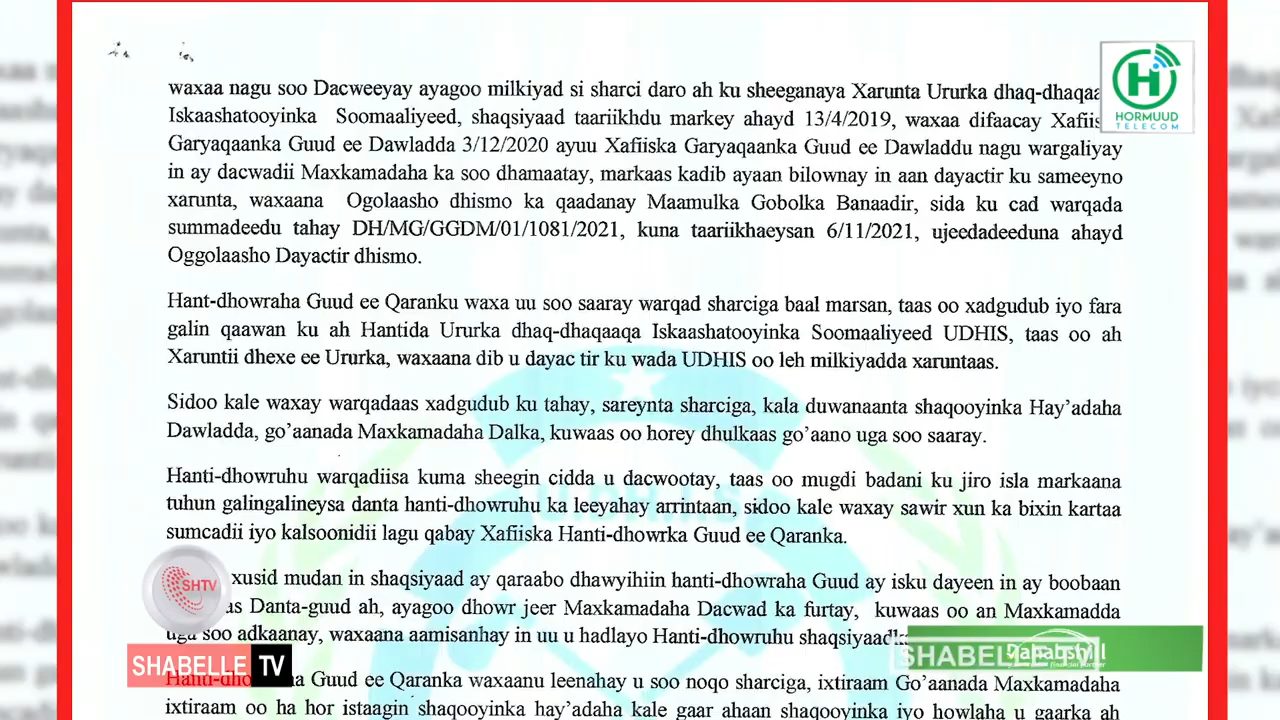 HORMUUD
TELECOM
waxaa nagu soo Dacweeyay ayagoo milkiyad si sharci daro ah ku sheeganaya Xarunta Ururka
Iskaashatooyinka Soomaaliyeed, shaqsiyaad taariikhdu markey ahayd 13/4/2019, waxaa difaacay
Garyaqaanka Guud ee Dawladda 3/12/2020 ayuu Xafiiska Garyaqaanka Guud ee Dawladdu nagu wargaliyay
in ay dacwadii Maxkamadaha ka soo dhamaatay, markaas kadib ayaan bilownay in aan dayactir ku sameeyno
xarunta, waxaana Ogolaasho dhismo ka qaadanay Maamulka Gobolka Banaadir, sida ku cad warqada
summadeedu tahay DH/MG/GGDM/01/1081/2021, kuna taariikhaeysan 6/11/2021, ujeedadeeduna ahayd
Oggolaasho Dayactir dhismo.
Hant-dhowraha Guud ee Qaranku waxa uu soo saaray warqad sharciga baal marsan, taas oo xadgudub iyo fara
galin qaawan ku ah Hantida Ururka dhaq-dhaqaaqa Iskaashatooyinka Soomaaliyeed UDHIS, taas oo ah
Xaruntii dhexe ee Ururka, waxaana dib u dayac tir ku wada UDHIS oo leh milkiyadda xaruntaas.
Sidoo kale waxay warqadaas xadgudub ku tahay, sareynta sharciga, kala duwanaanta shaqooyinka Hay'adaha
Dawladda, go'aanada Maxkamadaha Dalka, kuwaas oo horey dhulkaas go'aano uga soo saaray.
Hanti-dhowruhu warqadiisa kuma sheegin cidda u dacwootay, taas oo mugdi badani ku jiro isla markaana
tuhun galingalineysa danta hanti-dhowruhu ka leeyahay arrintaan, sidoo kale waxay sawir xun ka bixin kartaa
sumcadii iyo kalsoonidii lagu qabay Xafiiska Hanti-dhowrka Guud ee Qaranka.
xusid mudan in shaqsiyaad ay qaraabo dhawyihiin hanti-dhowraha Guud ay isku dayeen in ay boobaan
Danta-guud ah, ayagoo dhowr jeer Maxkamadaha Dacwad ka furtay, kuwaas oo an Maxkamadda
uga soo adkaanay, waxaana aamisanhay in uu u hadlayo Hanti-dhowruhu
Guud ee Qaranka waxaanu leenahay u soo noqo sharciga, ixtiraam Go'aanada Maxkamadaha
ixtiraam oo ha hor istaagin shaqooyinka hay'adaha kale gaar ahaan shaqooyinka iyo howlaha u gaarka ah
SHTV
SHABELLE TV
SHABELLE TV